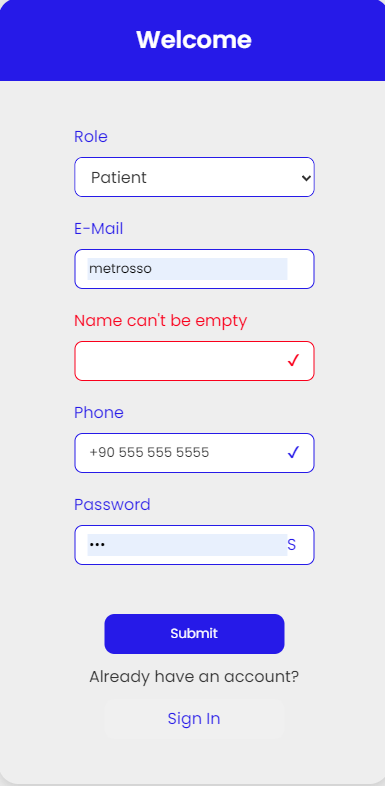 Welcome
Role
Patient
E-Mail
metrosso
Name can't be empty
✓
Phone
+90 555 555 5555 ✓
Password
••• S
Submit
Already have an account?
Sign In